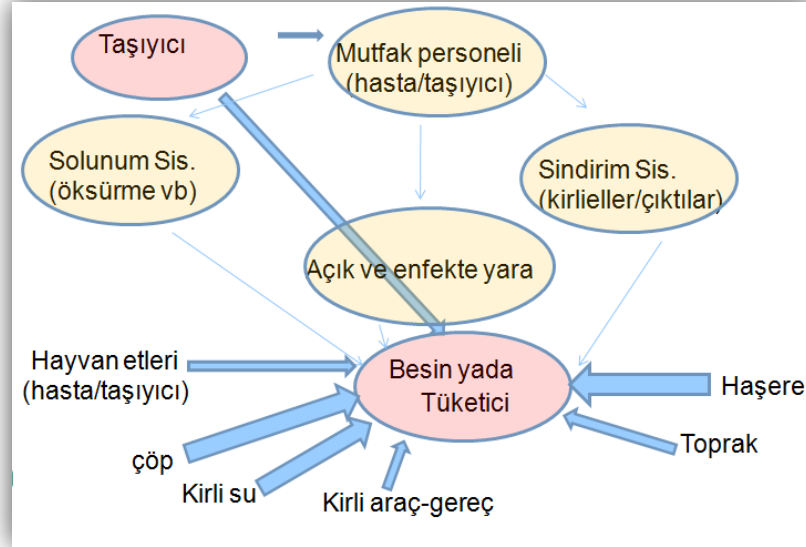 Taşıyıcı
Mutfak personeli
(hasta/taşıyıcı)
Solunum Sis.
(öksürme vb)
Sindirim Sis.
(kirlieller/çıktılar)
Açık ve enfekte yara
Hayvan etleri
(hasta/taşıyıcı)
Besin yada
Tüketici
Haşere
Toprak
çöp
Kirli su
Kirli araç-gereç